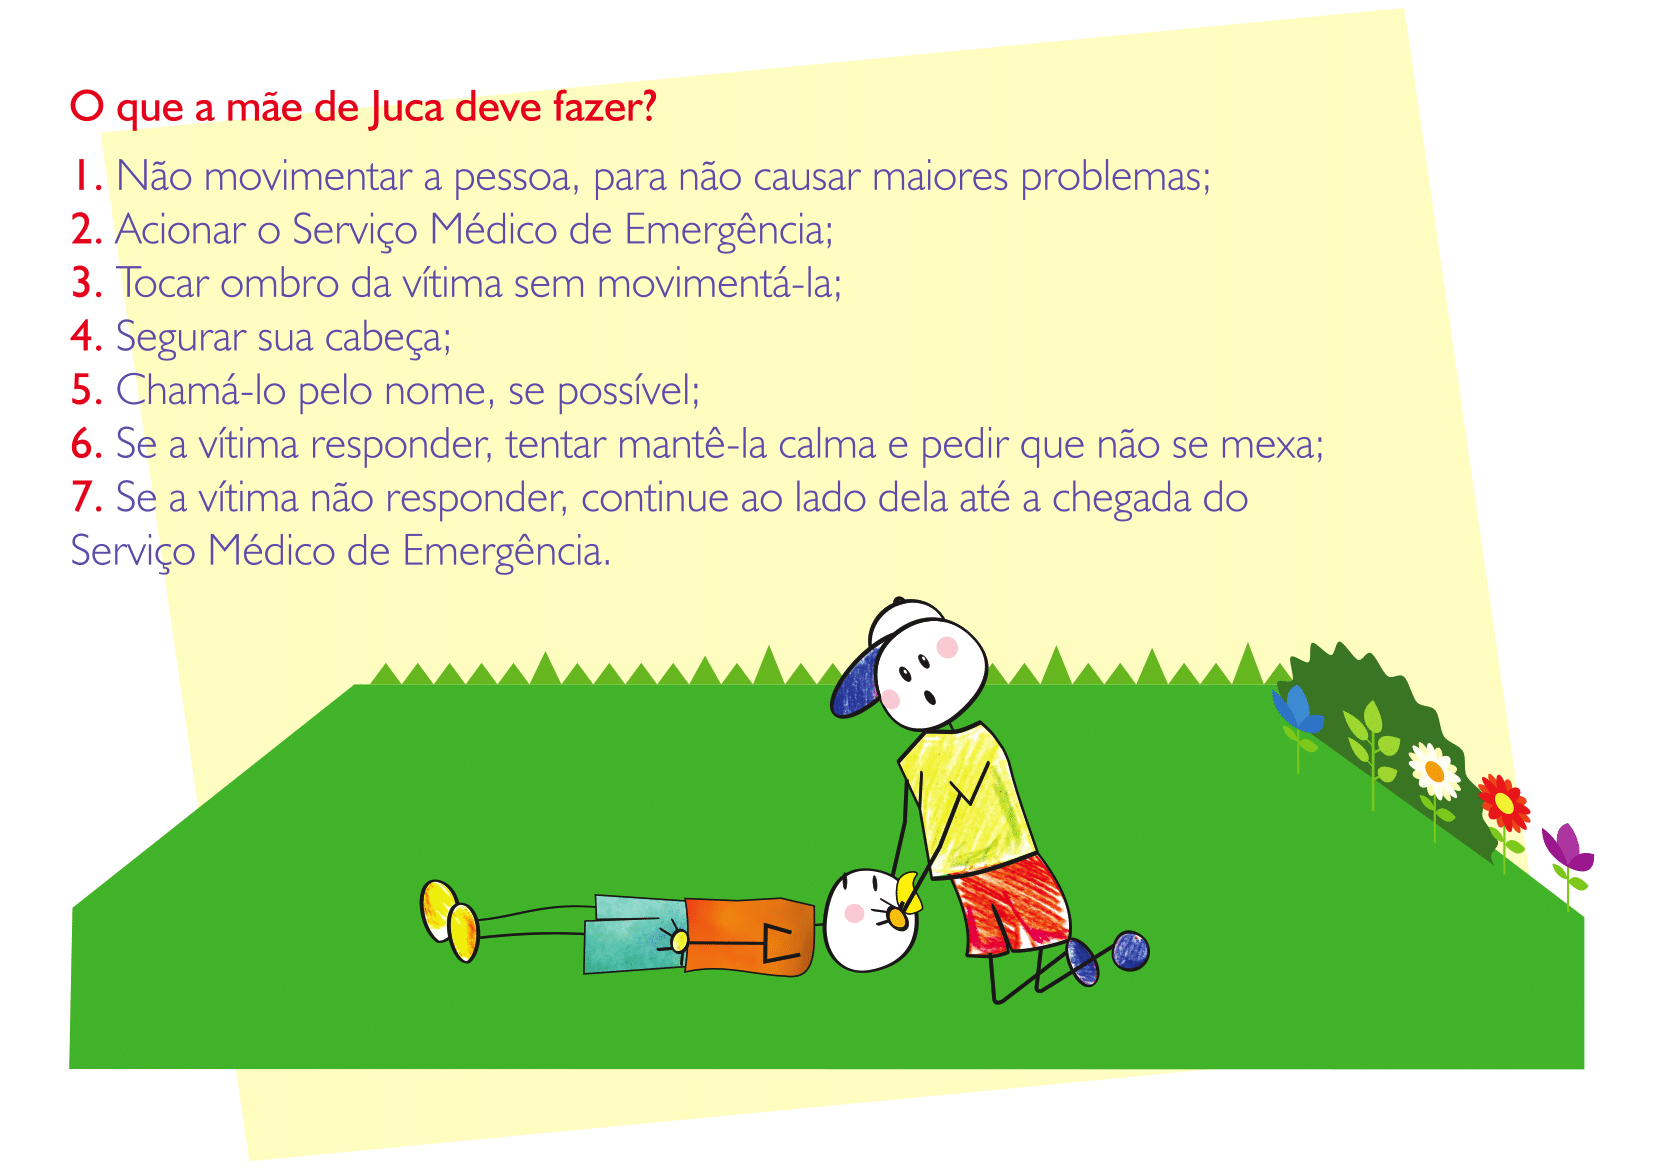 O que a mãe de Juca deve fazer?
1. Não movimentar a pessoa, para não causar maiores problemas;
2. Acionar o Serviço Médico de Emergência;
3. Tocar ombro da vítima sem movimentá-la;
4. Segurar sua cabeça;
5. Chamá-lo pelo nome, se possível;
6. Se a vítima responder, tentar mantê-la calma e pedir que não se mexa;
7. Se a vítima não responder, continue ao lado dela até a chegada do
Serviço Médico de Emergência.